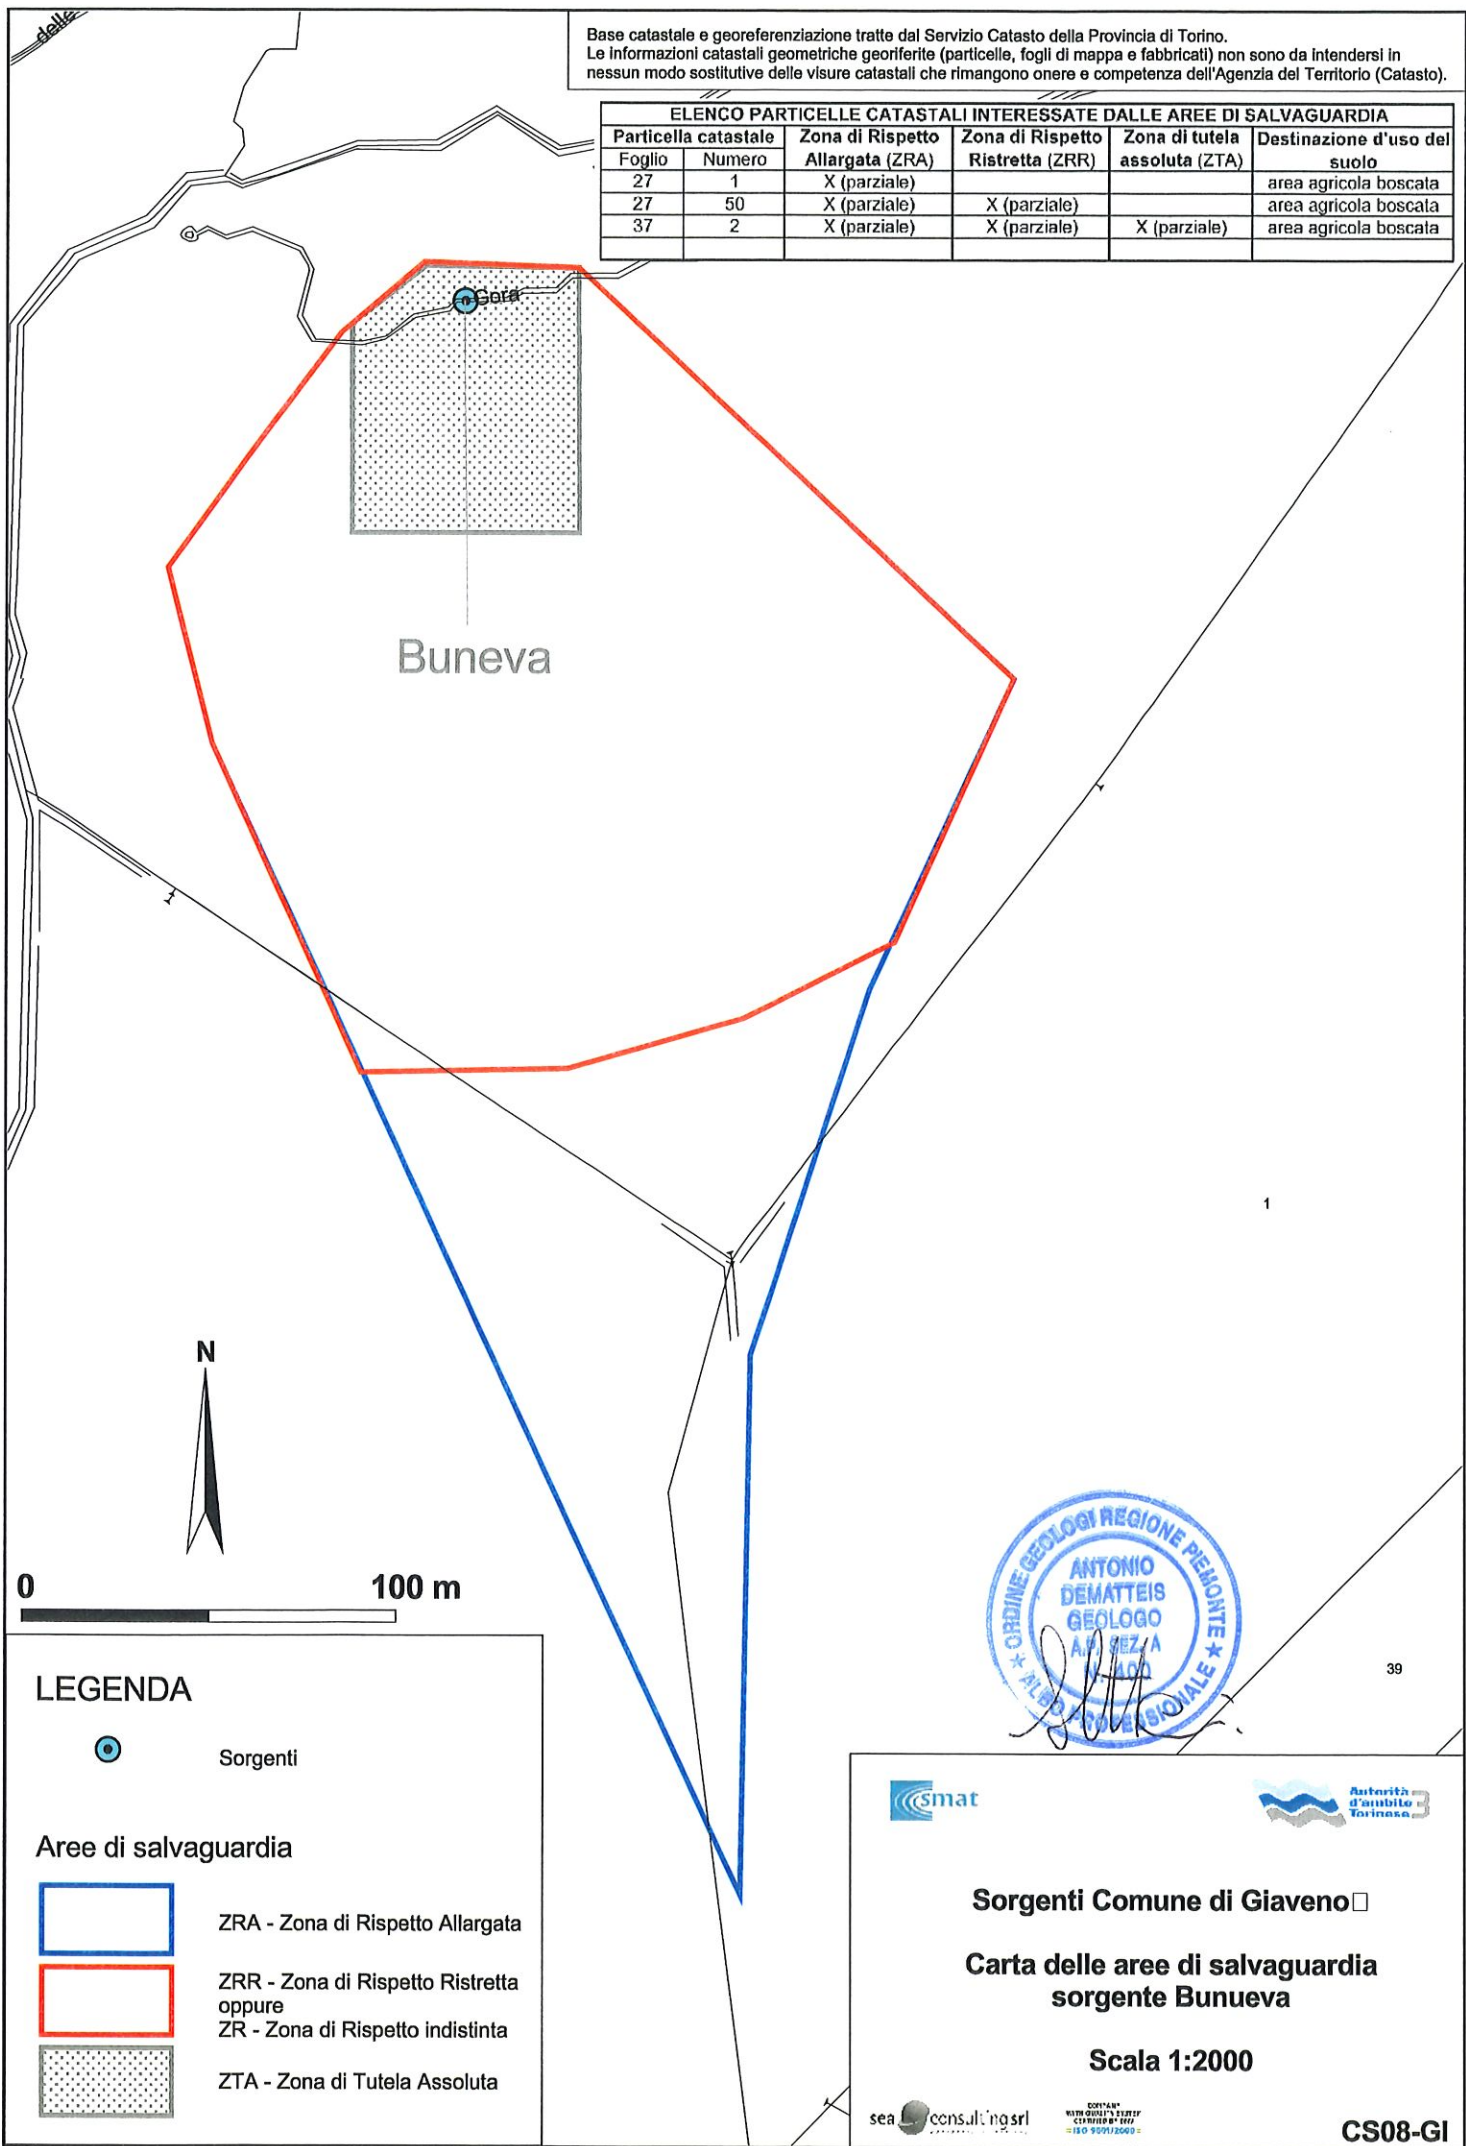 delle
Base catastale e georeferenziazione tratte dal Servizio Catasto della Provincia di Torino.
Le informazioni catastali geometriche georiferite (particelle, fogli di mappa e fabbricati) non sono da intendersi in
nessun modo sostitutive delle visure catastali che rimangono onere e competenza dell'Agenzia del Territorio (Catasto).
ELENCO PARTICELLE CATASTALI INTERESSATE DALLE AREE DI SALVAGUARDIA
Particella catastale Zona di Rispetto Allargata (ZRA) Zona di Rispetto Ristretta (ZRR) Zona di tutela assoluta (ZTA) Destinazione d'uso del suolo
Foglio Numero
27 1 X (parziale) area agricola boscata
27 50 X (parziale) X (parziale) area agricola boscata
37 2 X (parziale) X (parziale) X (parziale) area agricola boscata
Gora
Buneva
1
N
0 100 m
ORDINE GEOLOGI REGIONE PIEMONTE
ANTONIO
DEMATTEIS
GEOLOGO
A.P. SEZ. A
N. 400
ALBO PROFESSIONALE
39
LEGENDA
Sorgenti
Aree di salvaguardia
ZRA - Zona di Rispetto Allargata
ZRR - Zona di Rispetto Ristretta
oppure
ZR - Zona di Rispetto indistinta
ZTA - Zona di Tutela Assoluta
smat
Autorità
d'ambito
Torinese 3
Sorgenti Comune di Giaveno
Carta delle aree di salvaguardia
sorgente Bunueva
Scala 1:2000
sea consulting srl
ISO 9001/2000
CS08-GI